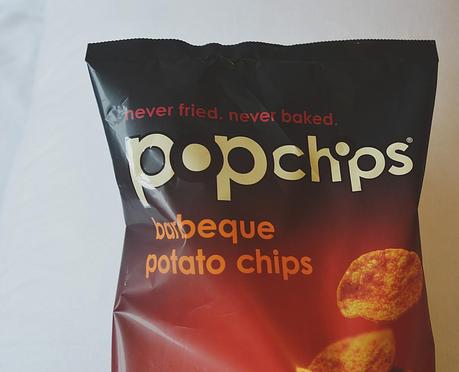 never fried. never baked.
popchips®
barbeque
potato chips